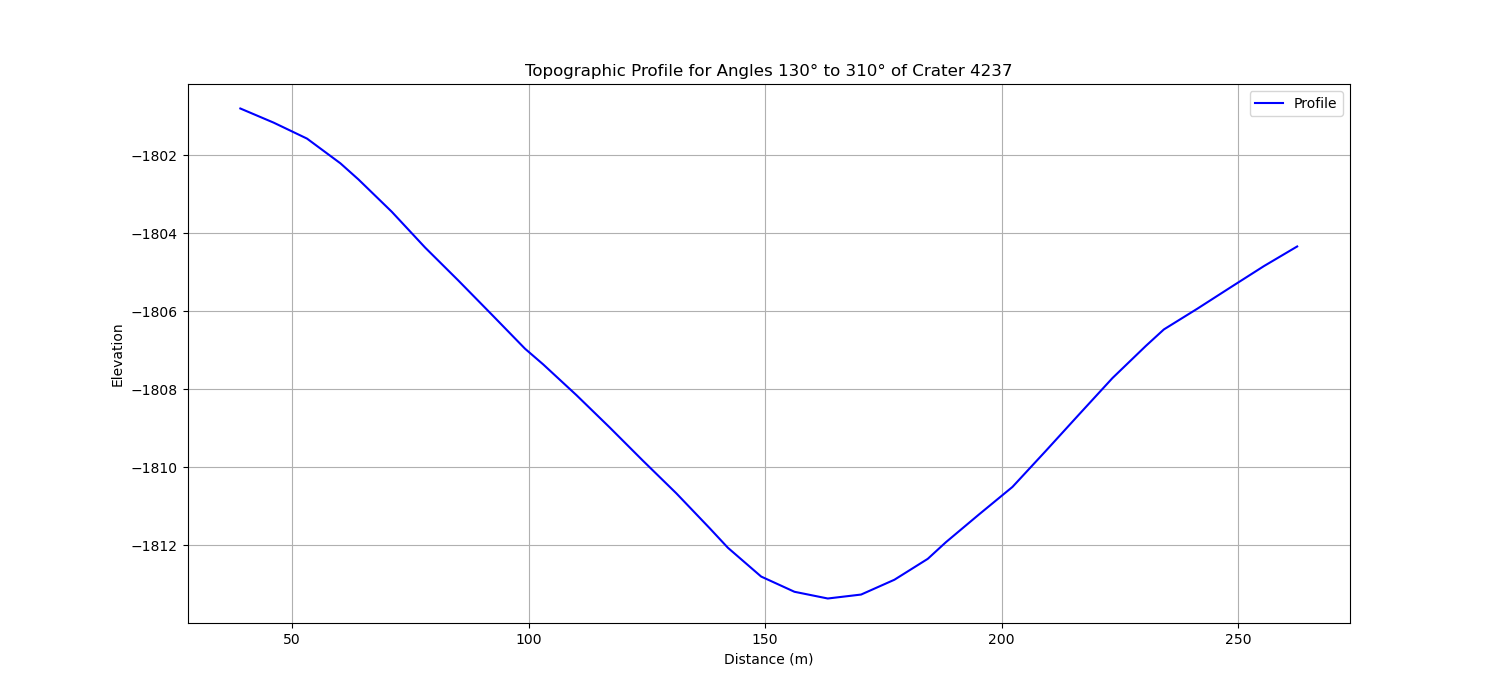 Topographic Profile for Angles 130° to 310° of Crater 4237
Profile
−1802
−1804
−1806
−1808
−1810
−1812
Elevation
50
100
150
200
250
Distance (m)